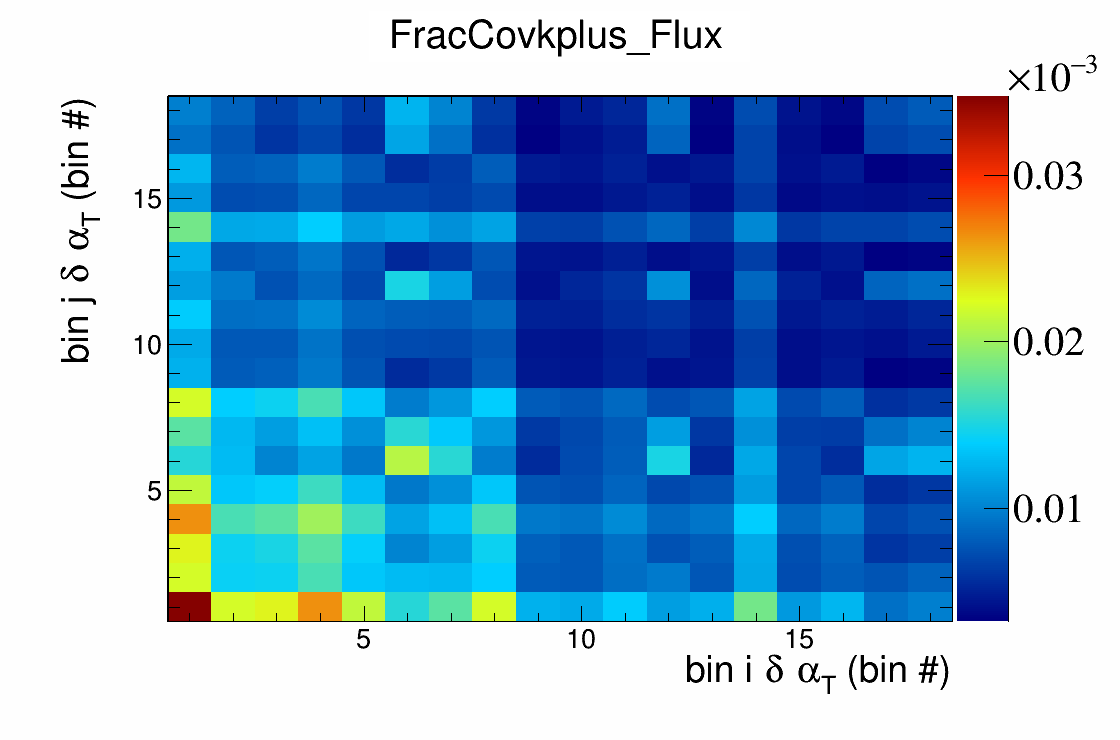 FracCovkplus_Flux
×10⁻³
bin j δ α_T (bin #)
15
10
5
0.03
0.02
0.01
5 10 15
bin i δ α_T (bin #)